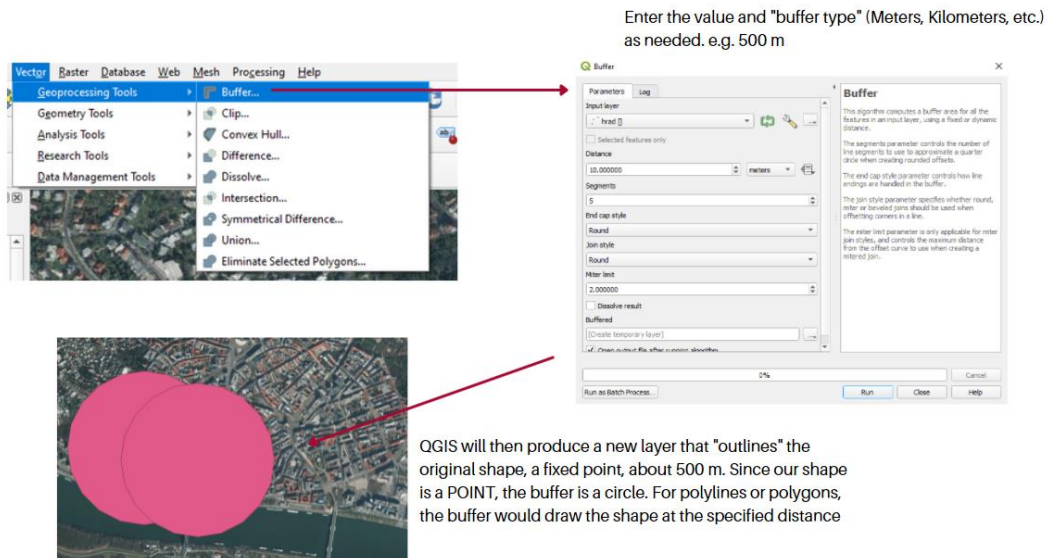 Enter the value and "buffer type" (Meters, Kilometers, etc.)
as needed. e.g. 500 m
Vector Raster Database Web Mesh Processing Help
Geoprocessing Tools
Geometry Tools
Analysis Tools
Research Tools
Data Management Tools
Buffer...
Clip...
Convex Hull...
Difference...
Dissolve...
Intersection...
Symmetrical Difference...
Union...
Eliminate Selected Polygons...
Buffer
Parameters Log
Input layer
hrad []
Selected features only
Distance
10.000000 meters
Segments
5
End cap style
Round
Join style
Round
Miter limit
2.000000
Dissolve result
Buffered
[Create temporary layer]
Open output file after running algorithm
Buffer
This algorithm computes a buffer area for all the
features in an input layer, using a fixed or dynamic
distance.
The segments parameter controls the number of
line segments to use to approximate a quarter
circle when creating rounded offsets.
The end cap style parameter controls how line
endings are handled in the buffer.
The join style parameter specifies whether round,
miter or beveled joins should be used when
offsetting corners in a line.
The miter limit parameter is only applicable for miter
join styles, and controls the maximum distance
from the offset curve to use when creating a
mitered join.
0% Cancel
Run as Batch Process... Run Close Help
QGIS will then produce a new layer that "outlines" the
original shape, a fixed point, about 500 m. Since our shape
is a POINT, the buffer is a circle. For polylines or polygons,
the buffer would draw the shape at the specified distance